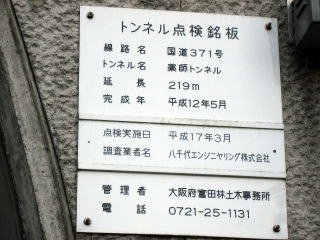 トンネル点検銘板
線路名 国道371号
トンネル名 薬師トンネル
延長 219m
完成年 平成12年5月
点検実施日 平成17年3月
調査業者名 八千代エンジニヤリング株式会社
管理者 大阪府富田林土木事務所
電話 0721-25-1131